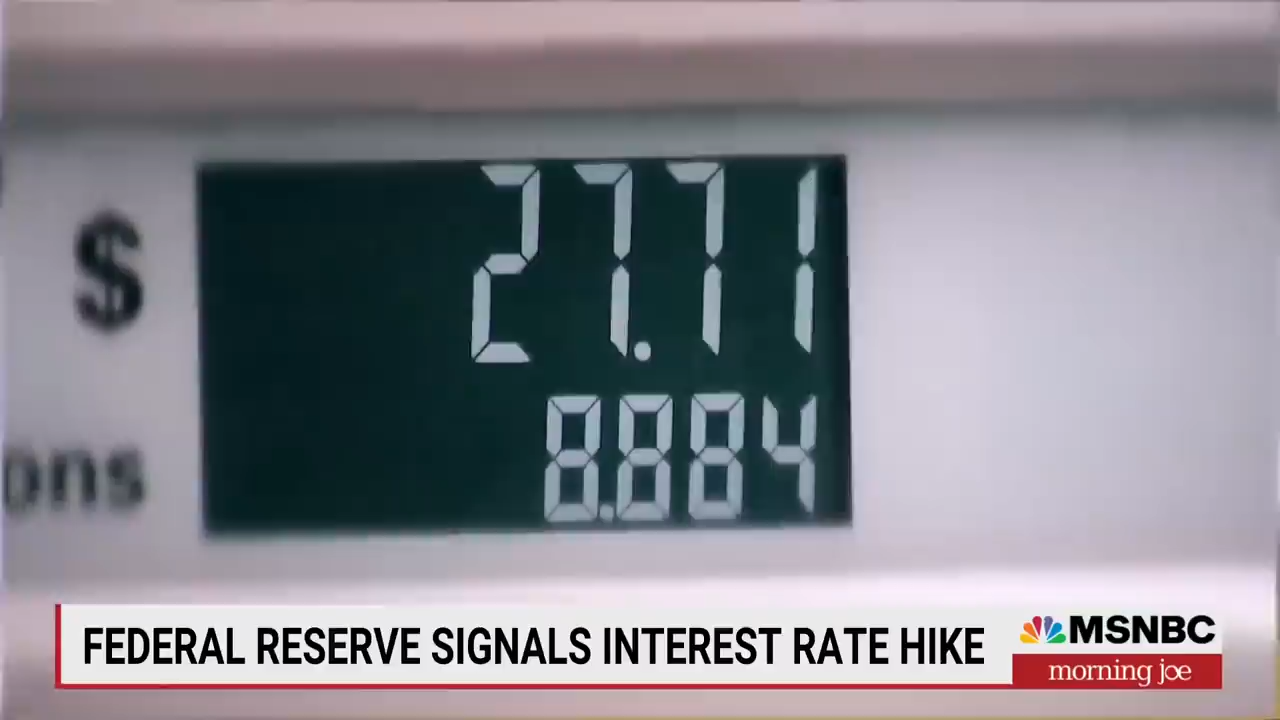 $ 27.71
ons 8.884
FEDERAL RESERVE SIGNALS INTEREST RATE HIKE
MSNBC
morning joe